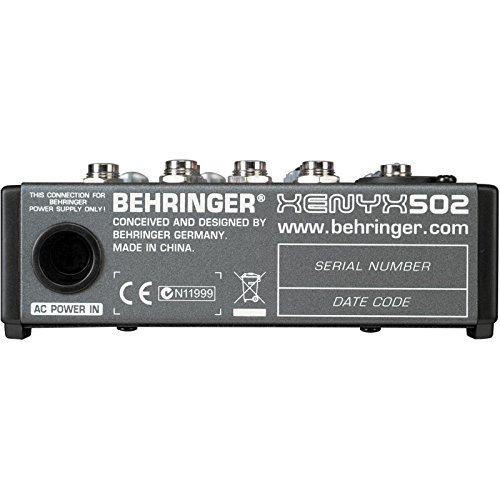 THIS CONNECTION FOR
BEHRINGER
POWER SUPPLY ONLY!
AC POWER IN
BEHRINGER®
CONCEIVED AND DESIGNED BY
BEHRINGER GERMANY.
MADE IN CHINA.
CE N11999
XENYX502
www.behringer.com
SERIAL NUMBER
DATE CODE